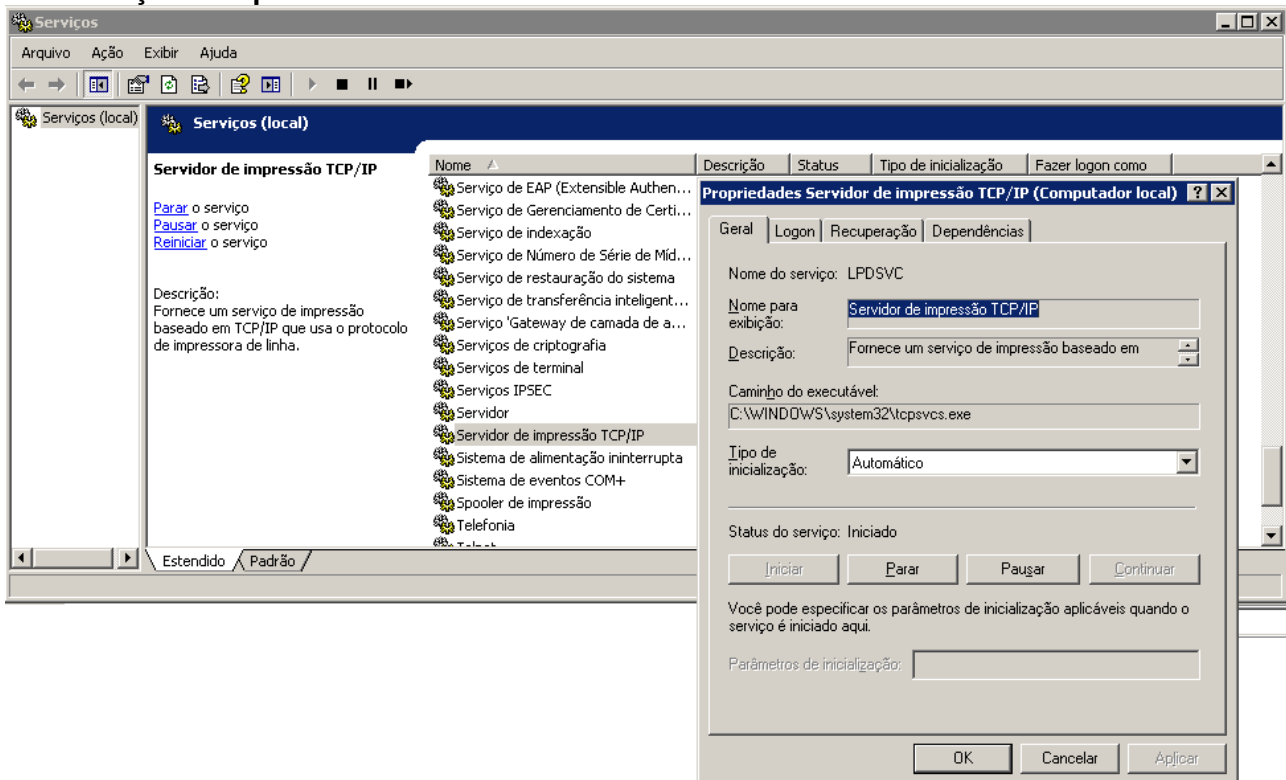 Serviços
Arquivo Ação Exibir Ajuda
Serviços (local)
Serviços (local)
Servidor de impressão TCP/IP
Parar o serviço
Pausar o serviço
Reiniciar o serviço
Descrição:
Fornece um serviço de impressão
baseado em TCP/IP que usa o protocolo
de impressora de linha.
Nome Descrição Status Tipo de inicialização Fazer logon como
Serviço de EAP (Extensible Authen...
Serviço de Gerenciamento de Certi...
Serviço de indexação
Serviço de Número de Série de Míd...
Serviço de restauração do sistema
Serviço de transferência inteligent...
Serviço 'Gateway de camada de a...
Serviços de criptografia
Serviços de terminal
Serviços IPSEC
Servidor
Servidor de impressão TCP/IP
Sistema de alimentação ininterrupta
Sistema de eventos COM+
Spooler de impressão
Telefonia
Estendido Padrão
Propriedades Servidor de impressão TCP/IP (Computador local)
Geral Logon Recuperação Dependências
Nome do serviço: LPDSVC
Nome para
exibição:
Servidor de impressão TCP/IP
Descrição: Fornece um serviço de impressão baseado em
Caminho do executável:
C:\WINDOWS\system32\tcpsvcs.exe
Tipo de
inicialização:
Automático
Status do serviço: Iniciado
Iniciar Parar Pausar Continuar
Você pode especificar os parâmetros de inicialização aplicáveis quando o
serviço é iniciado aqui.
Parâmetros de inicialização:
OK Cancelar Aplicar